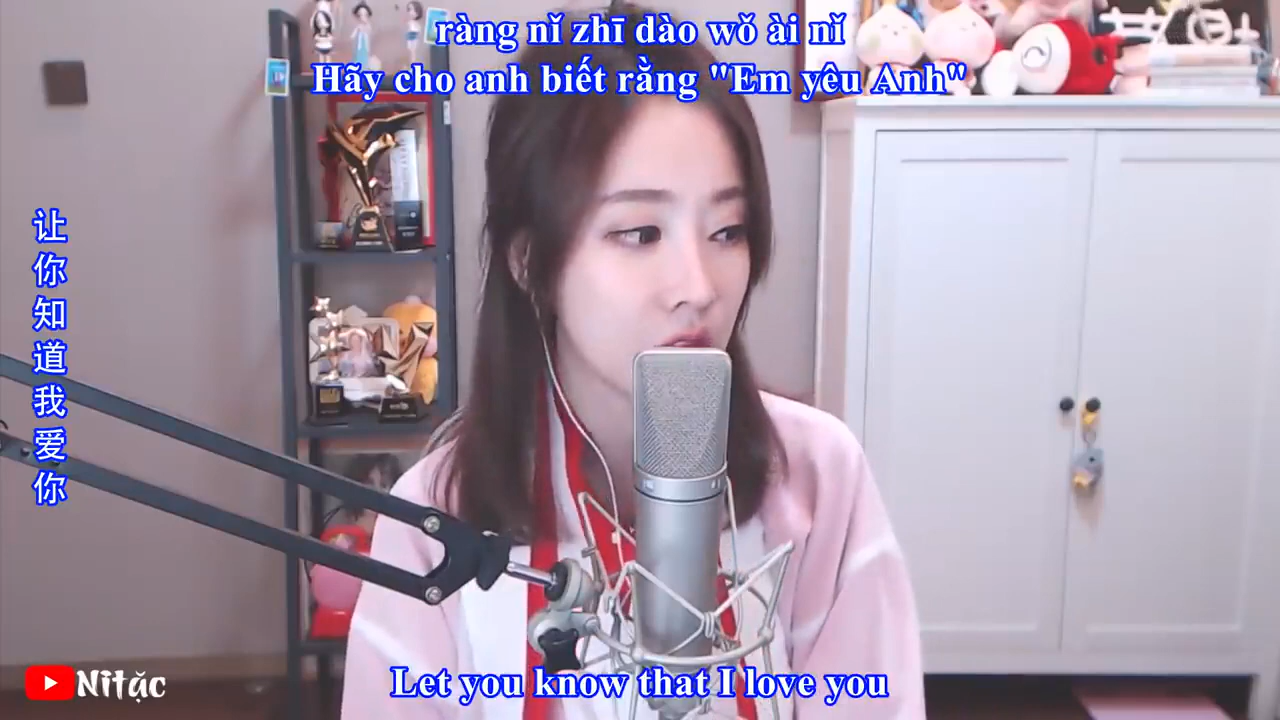 ràng nǐ zhī dào wǒ ài nǐ
Hãy cho anh biết rằng "Em yêu Anh"
让你知道我爱你
Let you know that I love you
Nitặc